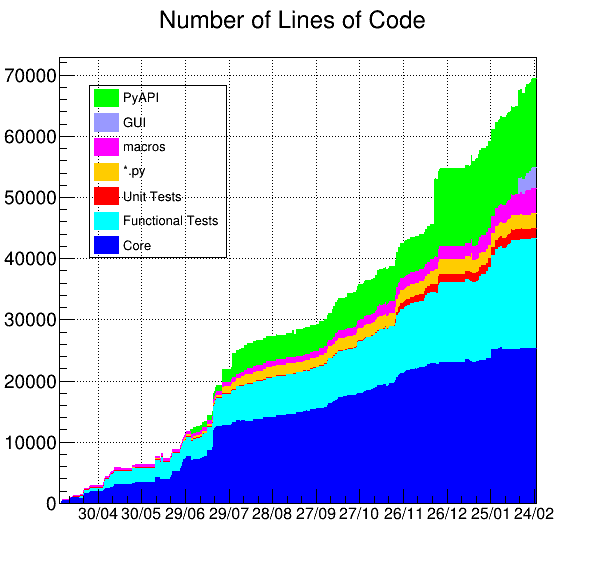 Number of Lines of Code
70000
60000
50000
40000
30000
20000
10000
0
PyAPI
GUI
macros
*.py
Unit Tests
Functional Tests
Core
30/04 30/05 29/06 29/07 28/08 27/09 27/10 26/11 26/12 25/01 24/02